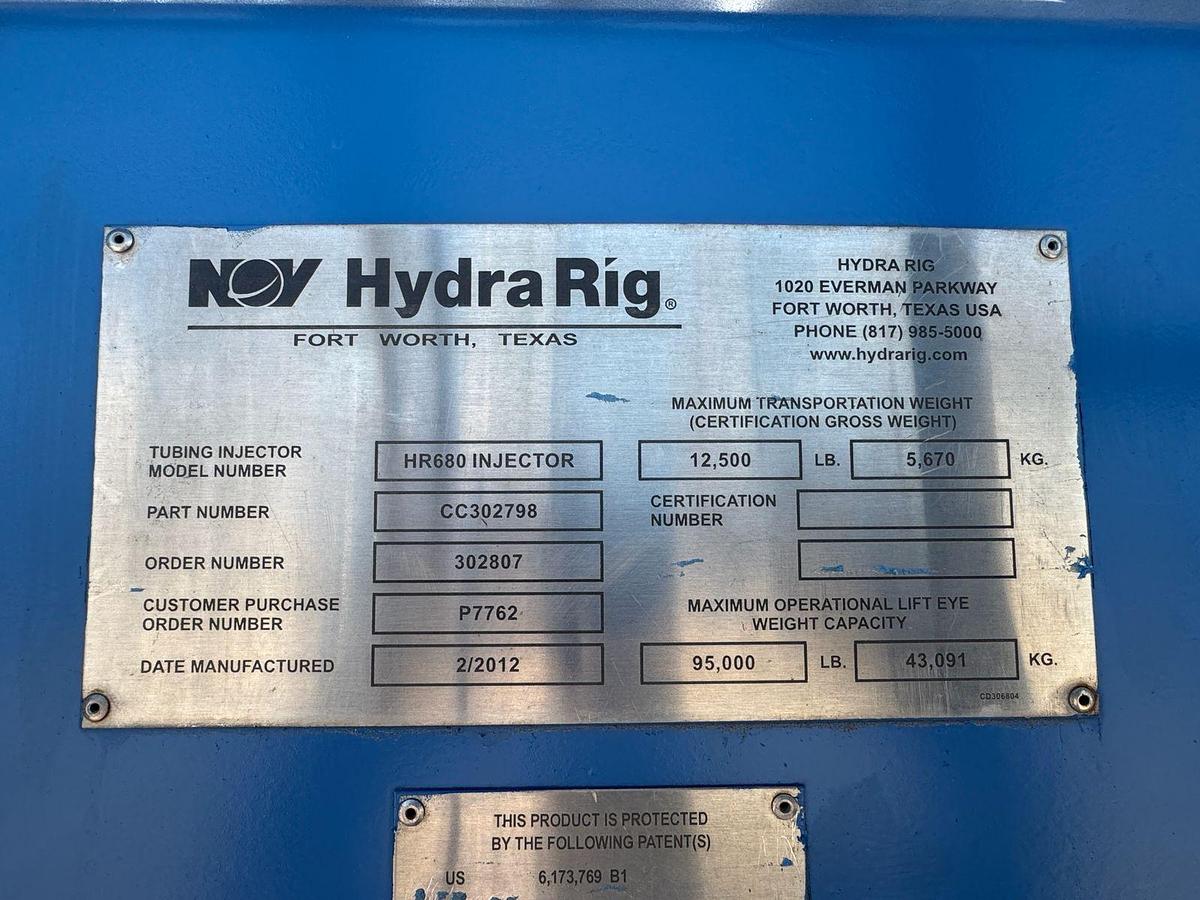 NOV Hydra Rig®
FORT WORTH, TEXAS
HYDRA RIG
1020 EVERMAN PARKWAY
FORT WORTH, TEXAS USA
PHONE (817) 985-5000
www.hydrarig.com
MAXIMUM TRANSPORTATION WEIGHT
(CERTIFICATION GROSS WEIGHT)
TUBING INJECTOR
MODEL NUMBER
HR680 INJECTOR
12,500 LB. 5,670 KG.
PART NUMBER CC302798
CERTIFICATION
NUMBER
ORDER NUMBER 302807
CUSTOMER PURCHASE
ORDER NUMBER
P7762
MAXIMUM OPERATIONAL LIFT EYE
WEIGHT CAPACITY
DATE MANUFACTURED 2/2012
95,000 LB. 43,091 KG.
CD306804
THIS PRODUCT IS PROTECTED
BY THE FOLLOWING PATENT(S)
US 6,173,769 B1